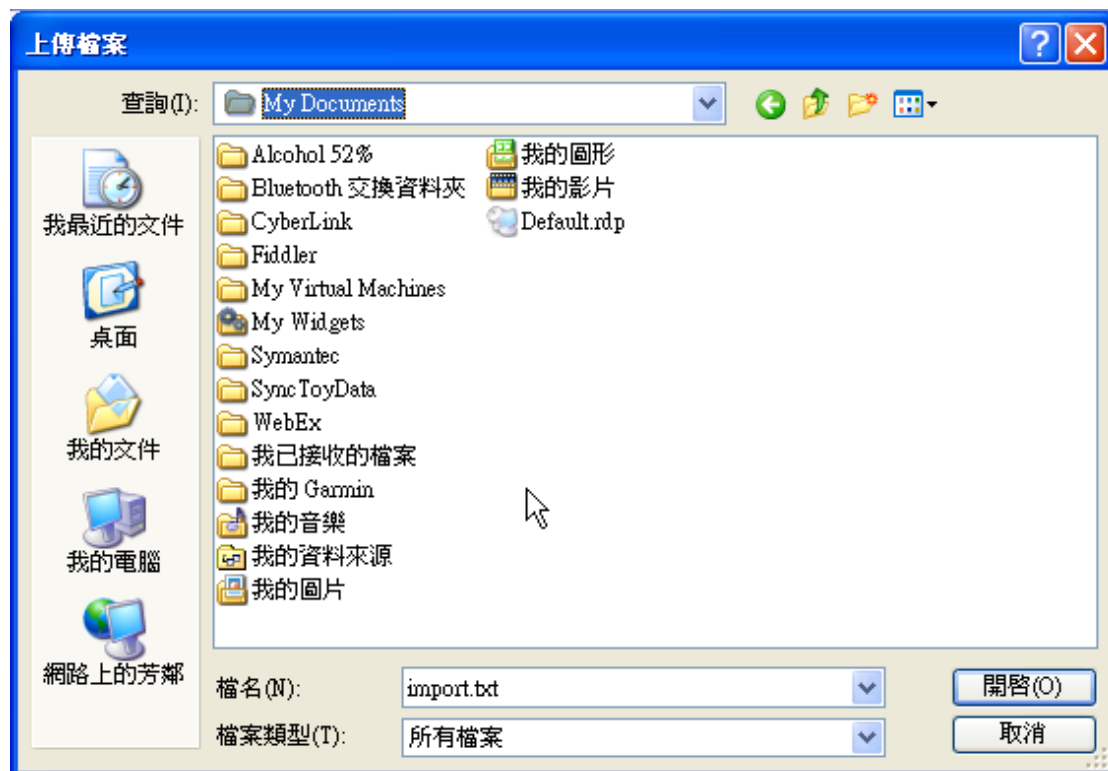 上傳檔案
查詢(I):
My Documents
我最近的文件
桌面
我的文件
我的電腦
網路上的芳鄰
Alcohol 52%
Bluetooth 交換資料夾
CyberLink
Fiddler
My Virtual Machines
My Widgets
Symantec
SyncToyData
WebEx
我已接收的檔案
我的 Garmin
我的音樂
我的資料來源
我的圖片
我的圖形
我的影片
Default.rdp
檔名(N):
import.txt
開啓(O)
檔案類型(T):
所有檔案
取消